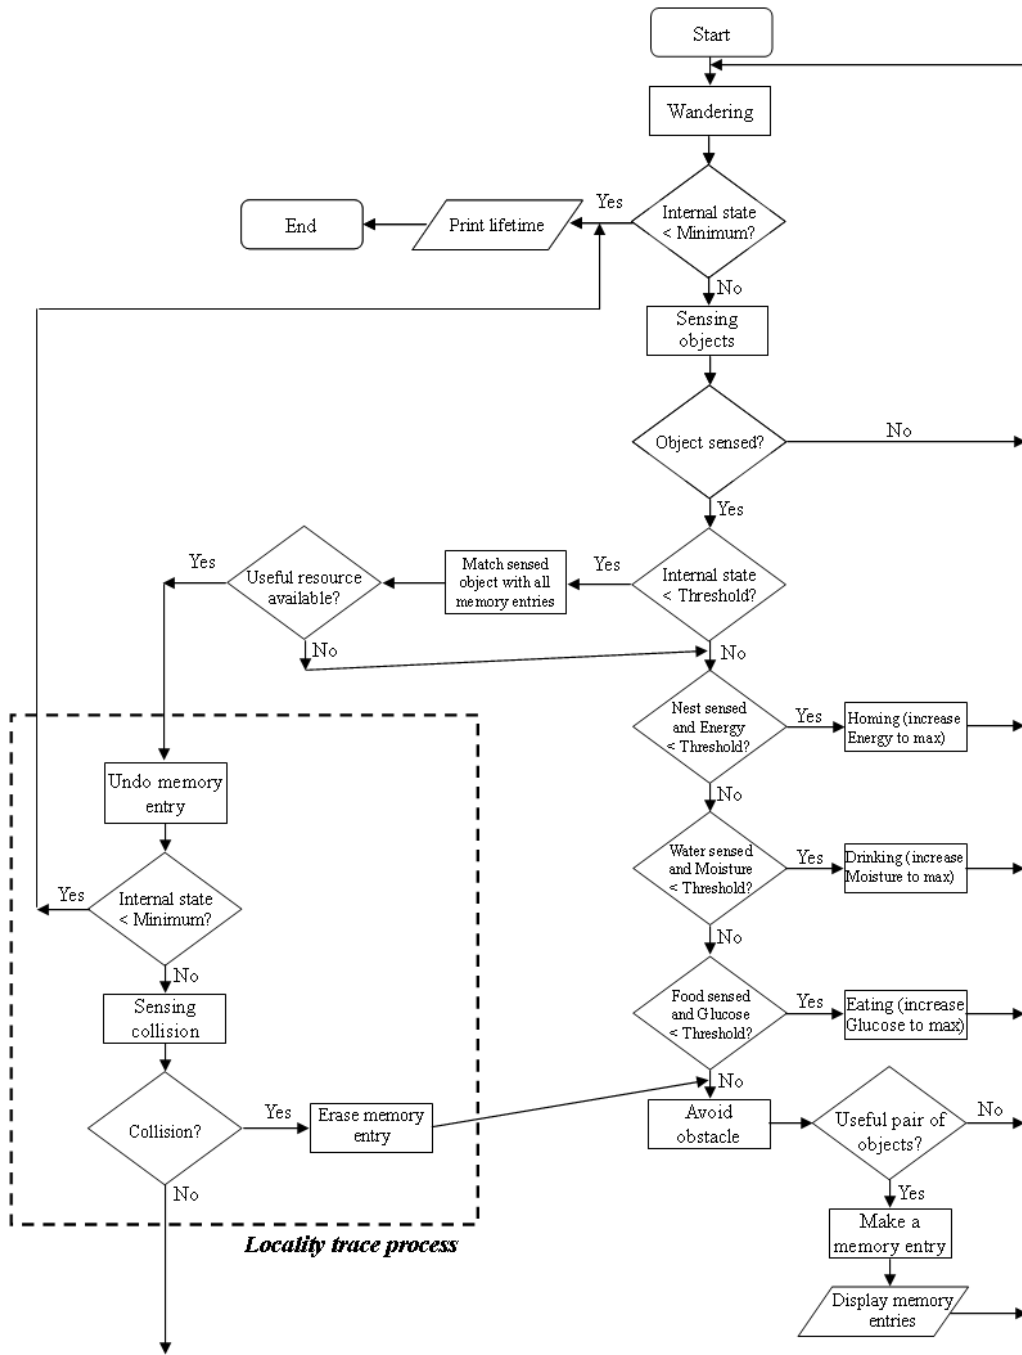 Start
Wandering
Internal state
< Minimum?
Yes
Print lifetime
End
No
Sensing
objects
Object sensed?
No
Yes
Internal state
< Threshold?
Yes
Match sensed
object with all
memory entries
Useful resource
available?
Yes
No
No
Nest sensed
and Energy
< Threshold?
Yes
Homing (increase
Energy to max)
No
Water sensed
and Moisture
< Threshold?
Yes
Drinking (increase
Moisture to max)
No
Food sensed
and Glucose
< Threshold?
Yes
Eating (increase
Glucose to max)
No
Avoid
obstacle
Useful pair of
objects?
No
Yes
Make a
memory entry
Display memory
entries
Undo memory
entry
Internal state
< Minimum?
Yes
No
Sensing
collision
Collision?
Yes
Erase memory
entry
No
Locality trace process